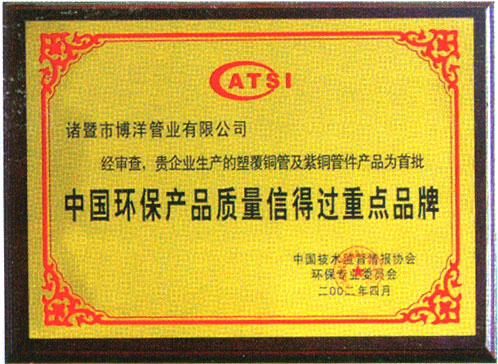 CATSI
诸暨市博洋管业有限公司
经审查，贵企业生产的塑覆铜管及紫铜管件产品为首批
中国环保产品质量信得过重点品牌
中国技术监督情报协会
环保专业委员会
二00二年四月